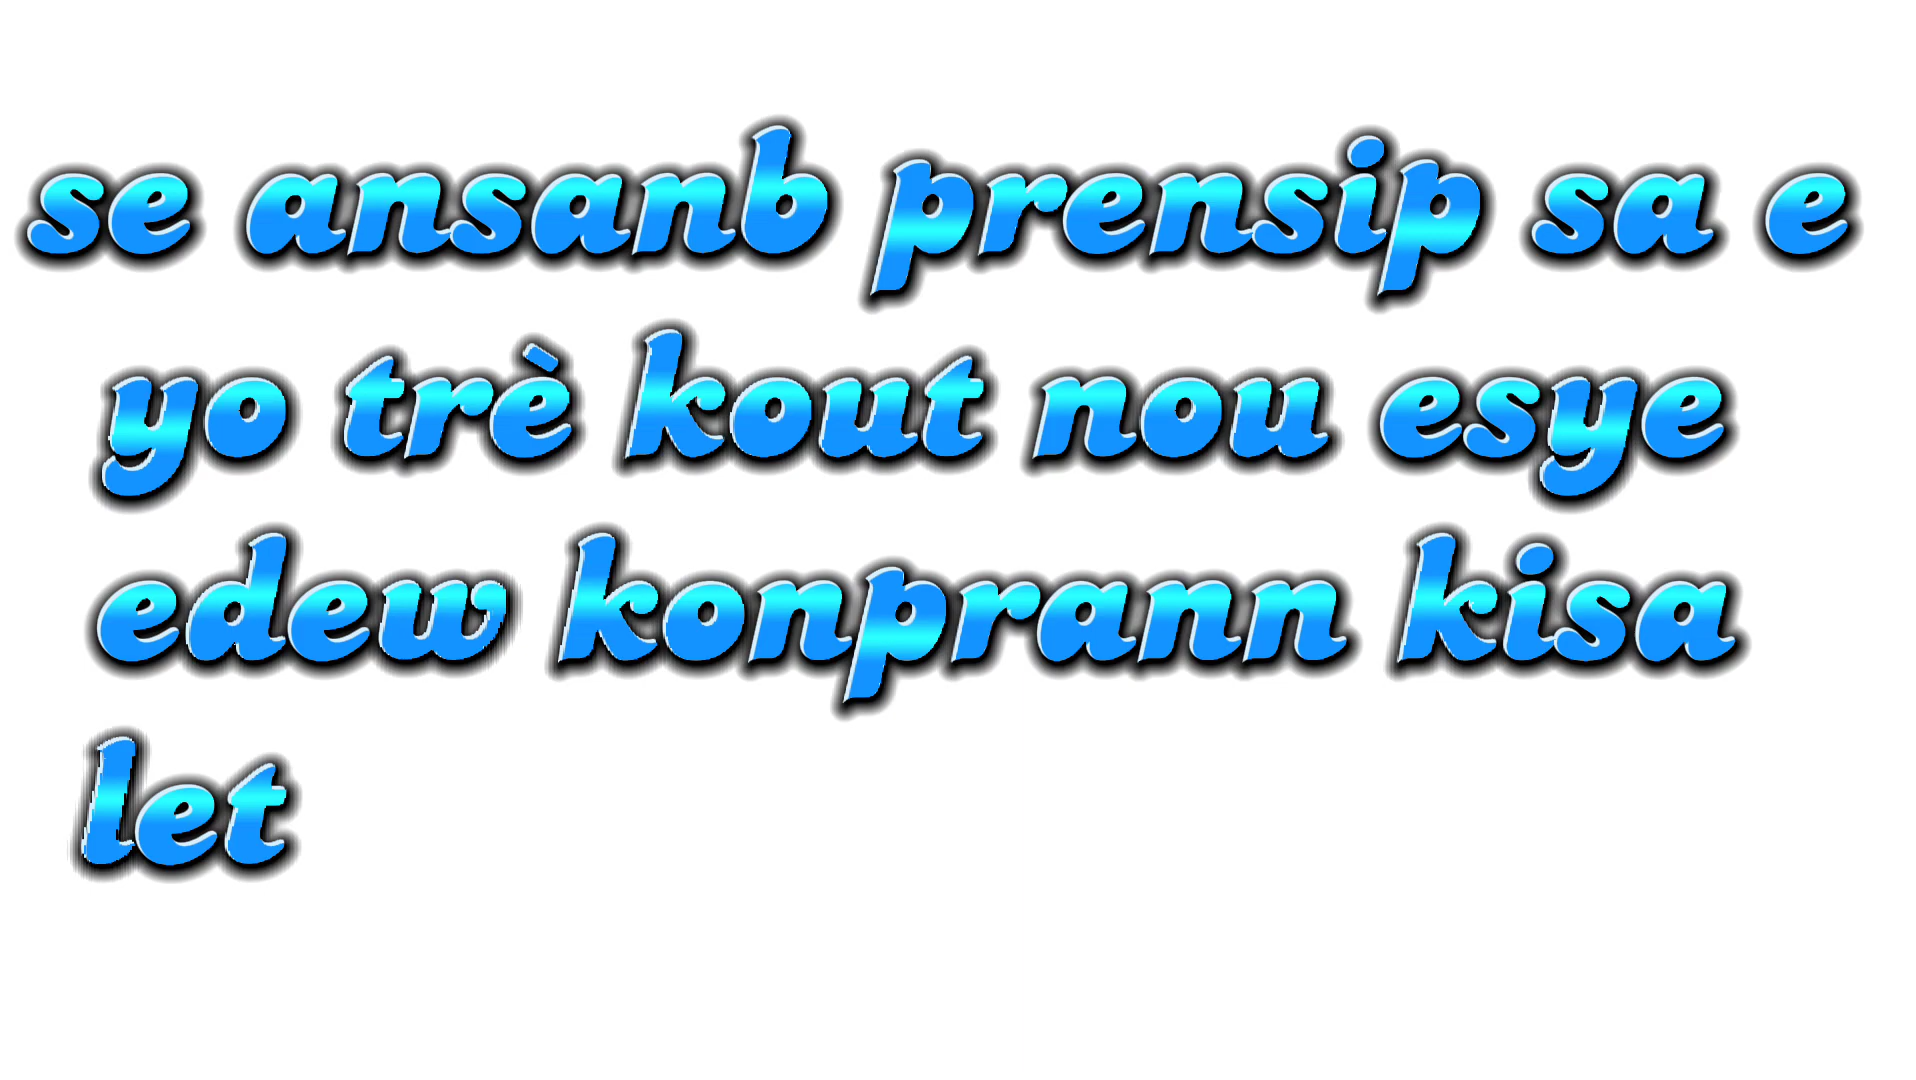 se ansanb prensip sa e
yo trè kout nou esye
edew konprann kisa
let